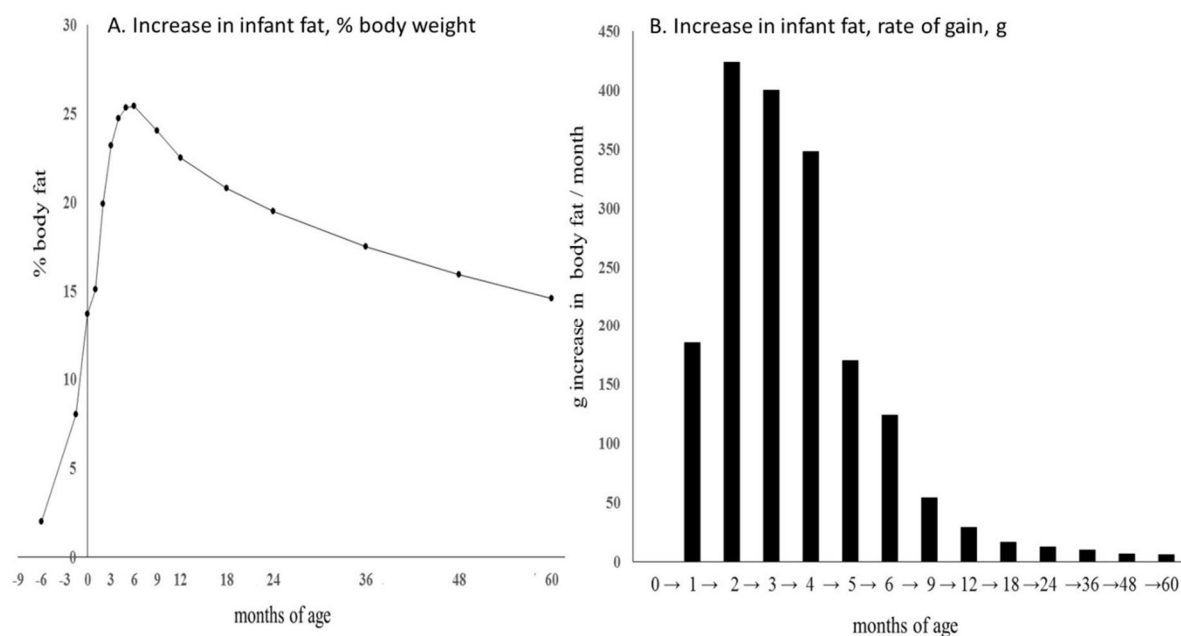 A. Increase in infant fat, % body weight
30
25
20
15
10
5
0
% body fat
-9 -6 -3 0 3 6 9 12 18 24 36 48 60
months of age
B. Increase in infant fat, rate of gain, g
450
400
350
300
250
200
150
100
50
0
g increase in body fat / month
0 → 1 → 2 → 3 → 4 → 5 → 6 → 9 → 12 → 18 → 24 → 36 → 48 → 60
months of age